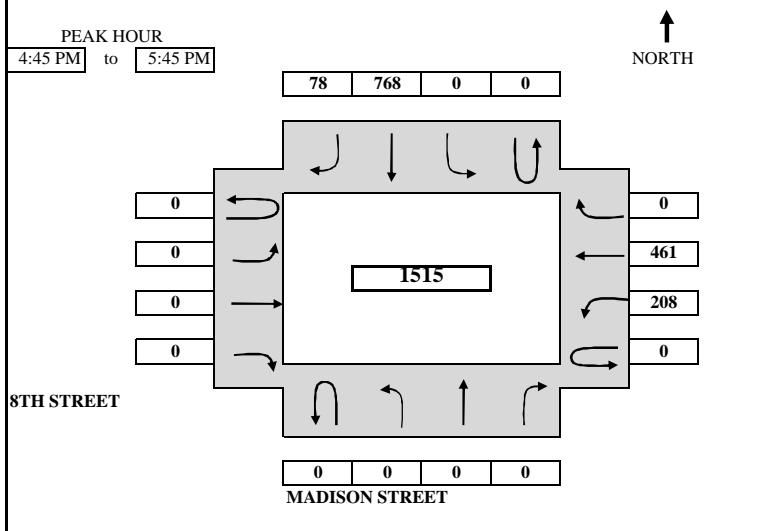 PEAK HOUR
4:45 PM to 5:45 PM
NORTH
78 768 0 0
0 0
0 461
1515
0 208
0 0
8TH STREET
0 0 0 0
MADISON STREET